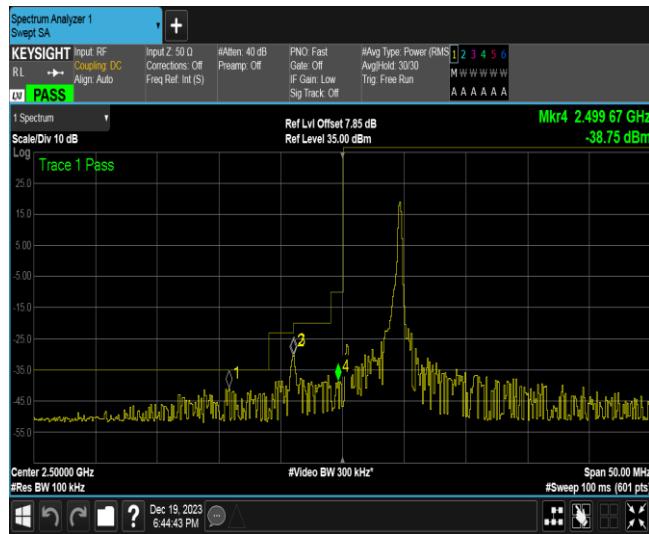 Spectrum Analyzer 1
Swept SA
KEYSIGHT
RL
LXI
PASS
Input: RF
Coupling: DC
Align: Auto
Input Z: 50 Ω
Corrections: Off
Freq Ref: Int (S)
#Atten: 40 dB
Preamp: Off
PNO: Fast
Gate: Off
IF Gain: Low
Sig Track: Off
#Avg Type: Power (RMS
Avg|Hold: 30/30
Trig: Free Run
1 2 3 4 5 6
M W W W W W
A A A A A A
1 Spectrum
Scale/Div 10 dB
Ref Lvl Offset 7.85 dB
Ref Level 35.00 dBm
Mkr4 2.499 67 GHz
-38.75 dBm
Log
Trace 1 Pass
25.0
15.0
5.00
-5.00
-15.0
-25.0
-35.0
-45.0
-55.0
1
3
4
Center 2.50000 GHz
#Res BW 100 kHz
#Video BW 300 kHz*
Span 50.00 MHz
#Sweep 100 ms (601 pts)
?
Dec 19, 2023
6:44:43 PM